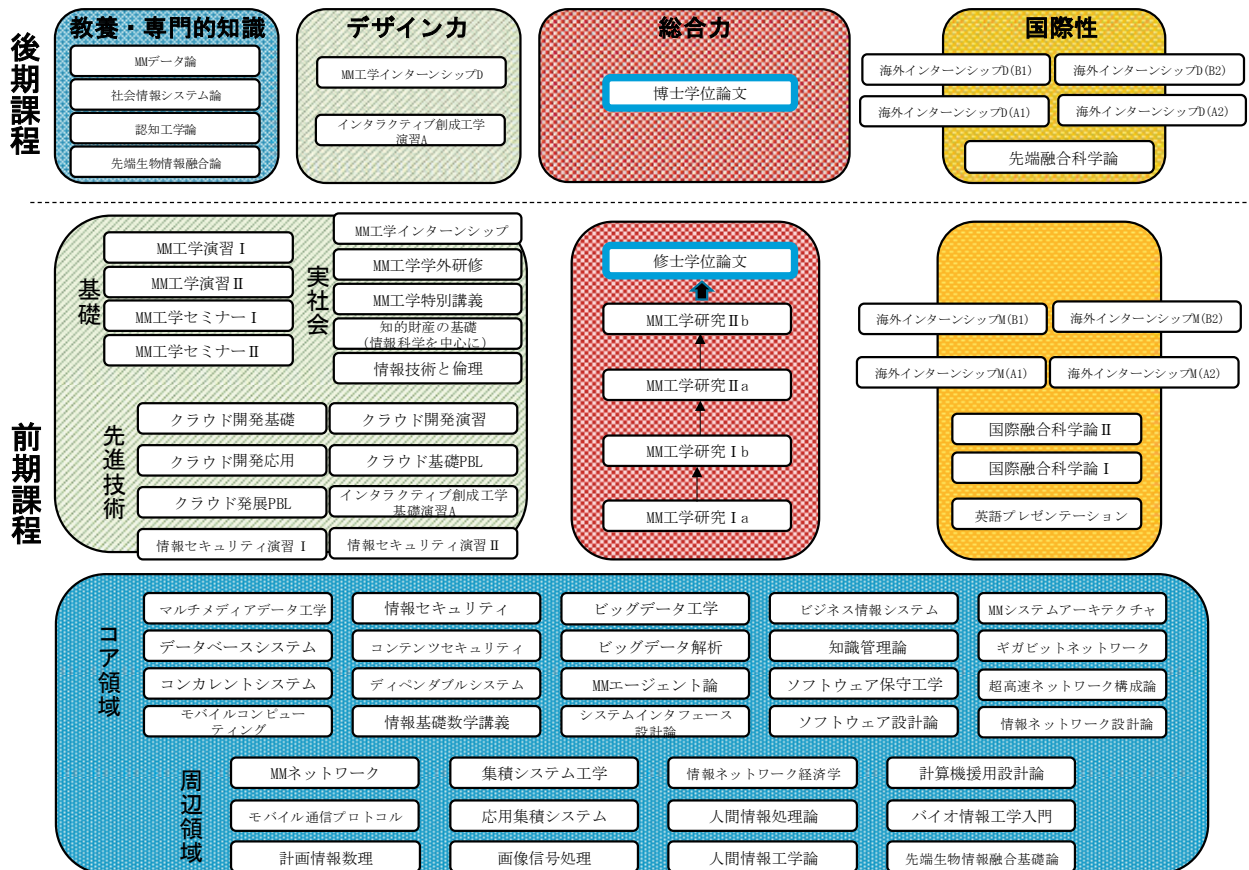 後期課程
教養・専門的知識
MMデータ論
社会情報システム論
認知工学論
先端生物情報融合論
デザイン力
MM工学インターンシップD
インタラクティブ創成工学
演習A
総合力
博士学位論文
国際性
海外インターンシップD(B1)
海外インターンシップD(B2)
海外インターンシップD(A1)
海外インターンシップD(A2)
先端融合科学論
前期課程
基礎
MM工学演習Ⅰ
MM工学演習Ⅱ
MM工学セミナーⅠ
MM工学セミナーⅡ
実社会
MM工学インターンシップ
MM工学学外研修
MM工学特別講義
知的財産の基礎
(情報科学を中心に)
情報技術と倫理
先進技術
クラウド開発基礎
クラウド開発演習
クラウド開発応用
クラウド基礎PBL
クラウド発展PBL
インタラクティブ創成工学
基礎演習A
情報セキュリティ演習Ⅰ
情報セキュリティ演習Ⅱ
修士学位論文
MM工学研究Ⅱb
MM工学研究Ⅱa
MM工学研究Ⅰb
MM工学研究Ⅰa
海外インターンシップM(B1)
海外インターンシップM(B2)
海外インターンシップM(A1)
海外インターンシップM(A2)
国際融合科学論Ⅱ
国際融合科学論Ⅰ
英語プレゼンテーション
コア領域
マルチメディアデータ工学
情報セキュリティ
ビッグデータ工学
ビジネス情報システム
MMシステムアーキテクチャ
データベースシステム
コンテンツセキュリティ
ビッグデータ解析
知識管理論
ギガビットネットワーク
コンカレントシステム
ディペンダブルシステム
MMエージェント論
ソフトウェア保守工学
超高速ネットワーク構成論
モバイルコンピュー
ティング
情報基礎数学講義
システムインタフェース
設計論
ソフトウェア設計論
情報ネットワーク設計論
周辺領域
MMネットワーク
集積システム工学
情報ネットワーク経済学
計算機援用設計論
モバイル通信プロトコル
応用集積システム
人間情報処理論
バイオ情報工学入門
計画情報数理
画像信号処理
人間情報工学論
先端生物情報融合基礎論